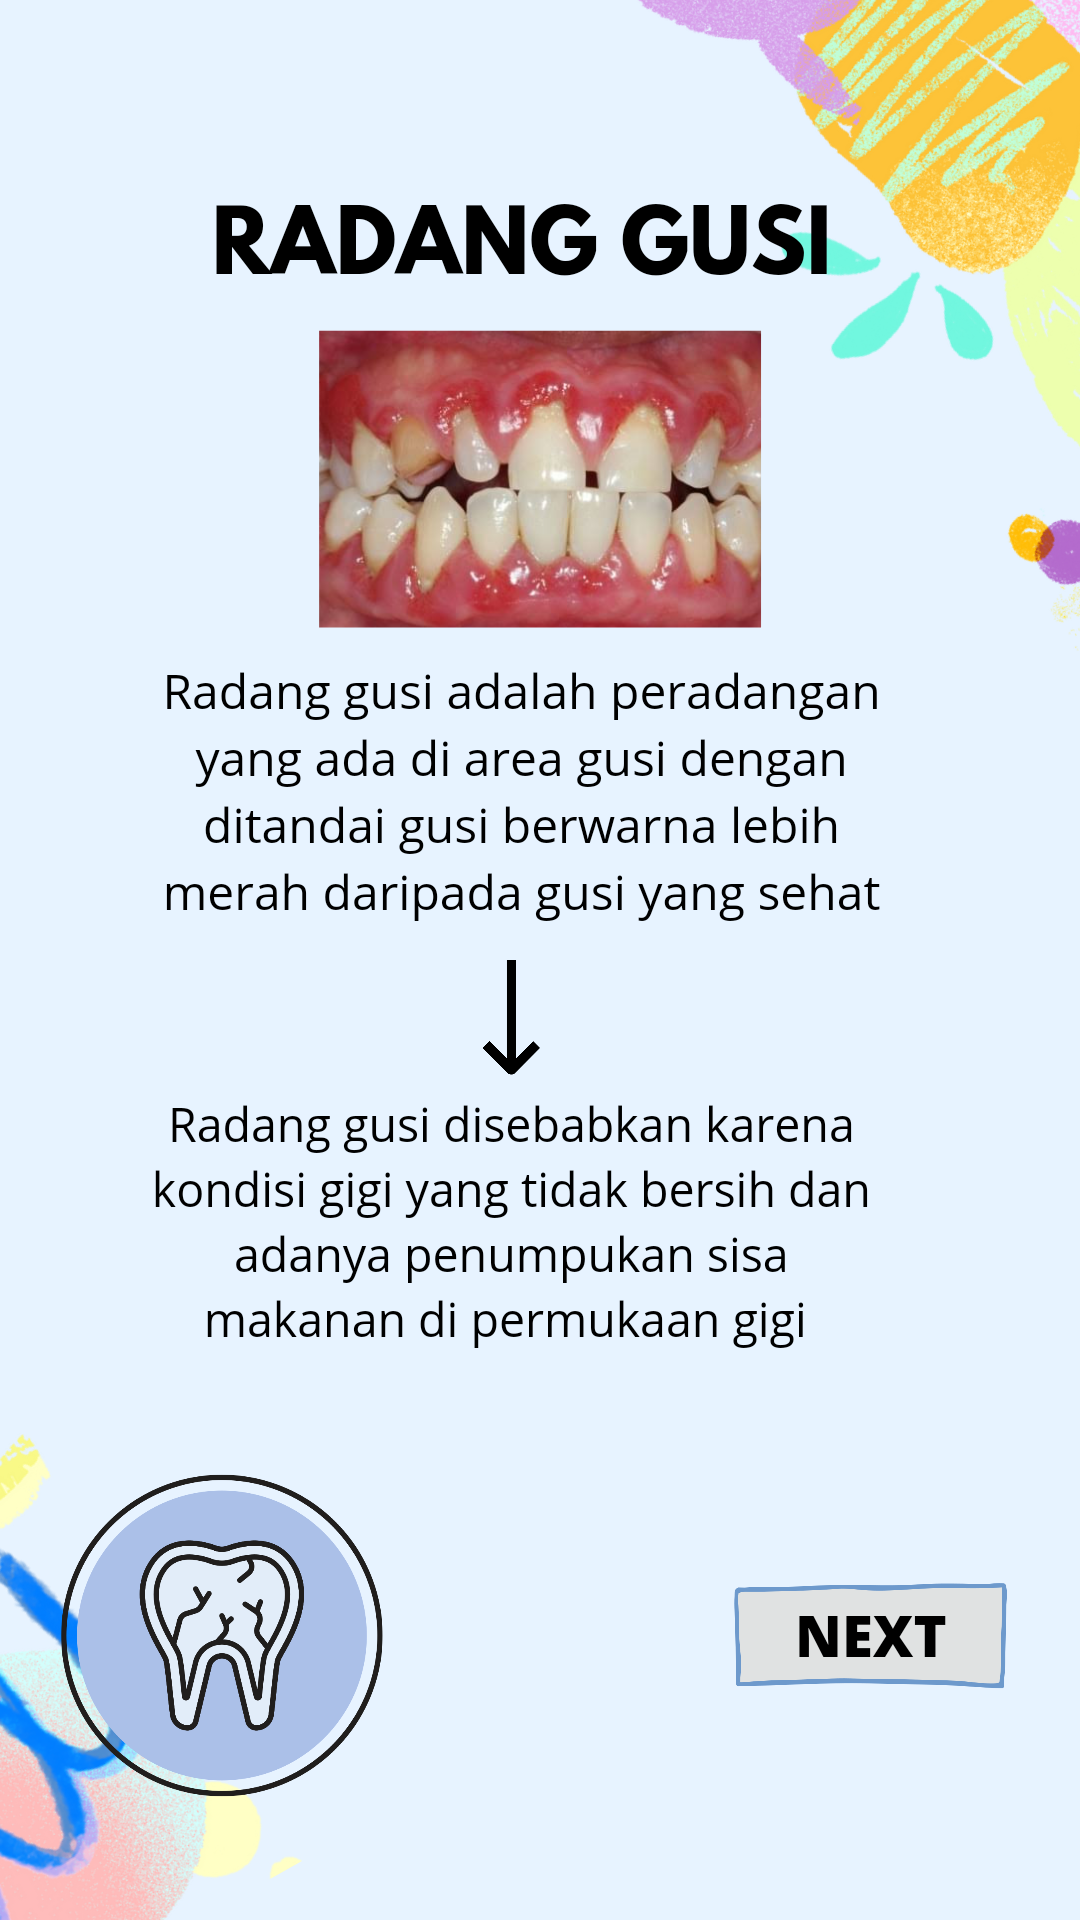 RADANG GUSI
Radang gusi adalah peradangan
yang ada di area gusi dengan
ditandai gusi berwarna lebih
merah daripada gusi yang sehat
Radang gusi disebabkan karena
kondisi gigi yang tidak bersih dan
adanya penumpukan sisa
makanan di permukaan gigi
NEXT